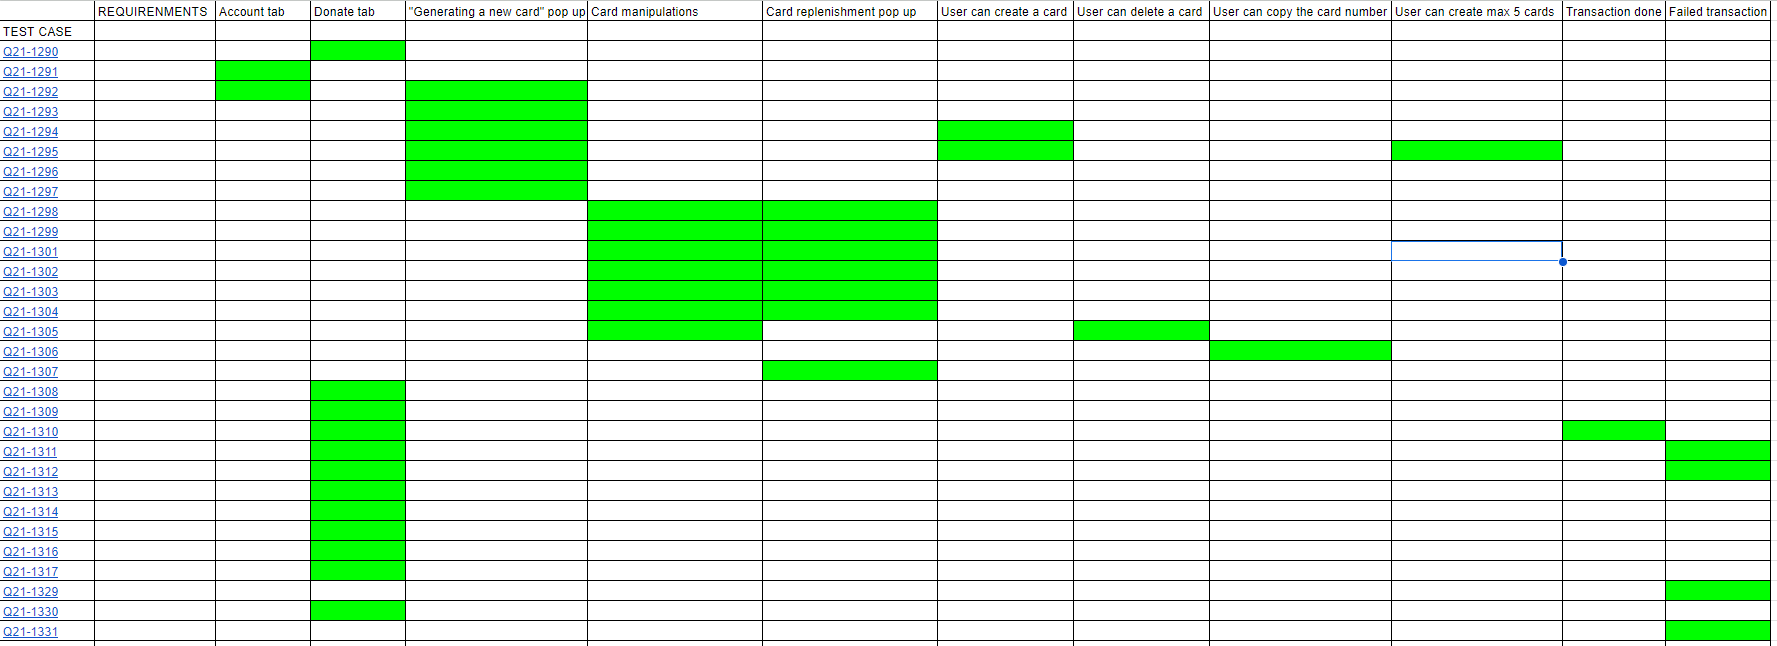 REQUIRENMENTS Account tab Donate tab "Generating a new card" pop up Card manipulations Card replenishment pop up User can create a card User can delete a card User can copy the card number User can create max 5 cards Transaction done Failed transaction
TEST CASE
Q21-1290
Q21-1291
Q21-1292
Q21-1293
Q21-1294
Q21-1295
Q21-1296
Q21-1297
Q21-1298
Q21-1299
Q21-1301
Q21-1302
Q21-1303
Q21-1304
Q21-1305
Q21-1306
Q21-1307
Q21-1308
Q21-1309
Q21-1310
Q21-1311
Q21-1312
Q21-1313
Q21-1314
Q21-1315
Q21-1316
Q21-1317
Q21-1329
Q21-1330
Q21-1331